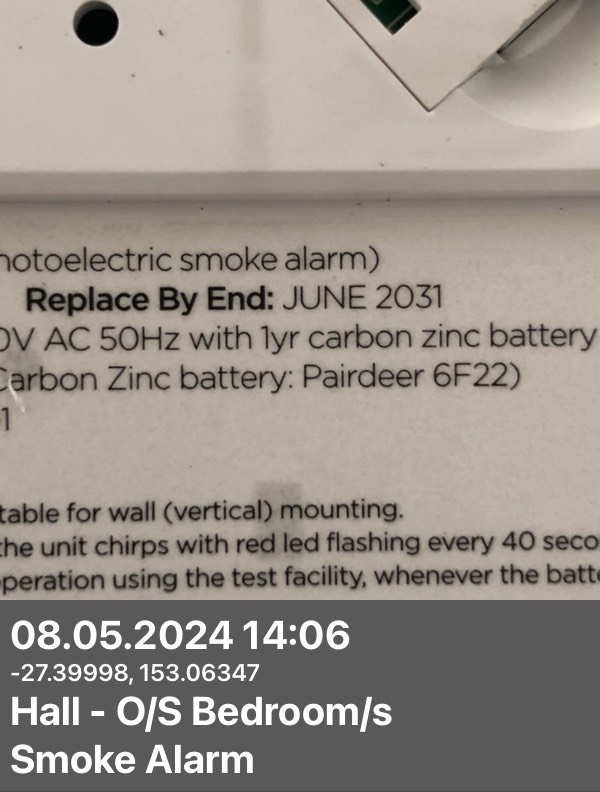 hotoelectric smoke alarm)
Replace By End: JUNE 2031
0V AC 50Hz with 1yr carbon zinc battery
Carbon Zinc battery: Pairdeer 6F22)
1
table for wall (vertical) mounting.
the unit chirps with red led flashing every 40 seco
peration using the test facility, whenever the batte
08.05.2024 14:06
-27.39998, 153.06347
Hall - O/S Bedroom/s
Smoke Alarm